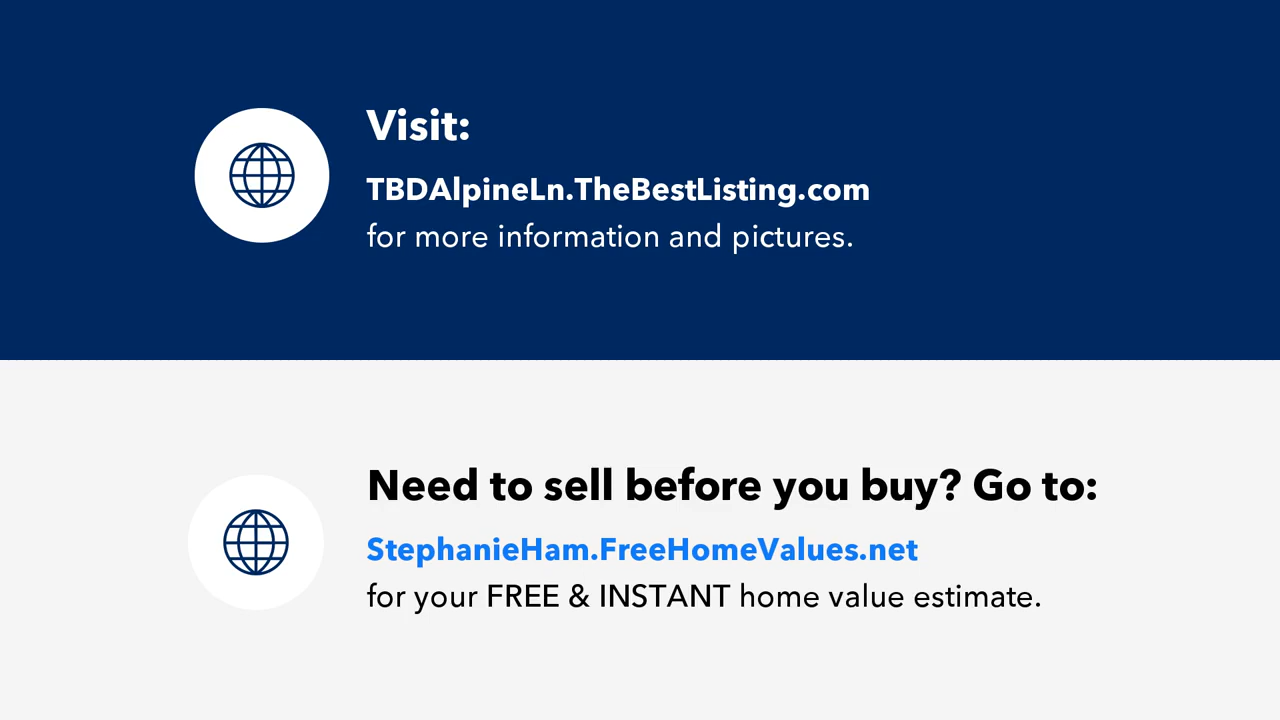 Visit:
TBDAlpineLn.TheBestListing.com
for more information and pictures.
Need to sell before you buy? Go to:
StephanieHam.FreeHomeValues.net
for your FREE & INSTANT home value estimate.